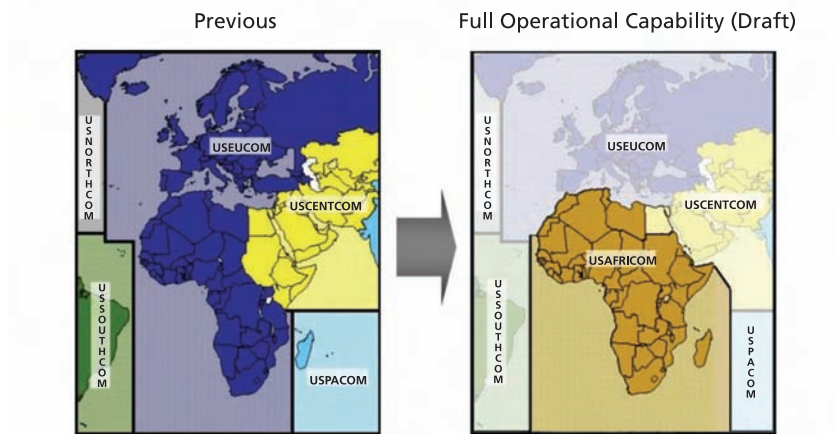 Previous
Full Operational Capability (Draft)
USNORTHCOM
USEUCOM
USCENTCOM
USSOUTHCOM
USPACOM
USNORTHCOM
USEUCOM
USCENTCOM
USAFRICOM
USSOUTHCOM
USPACOM